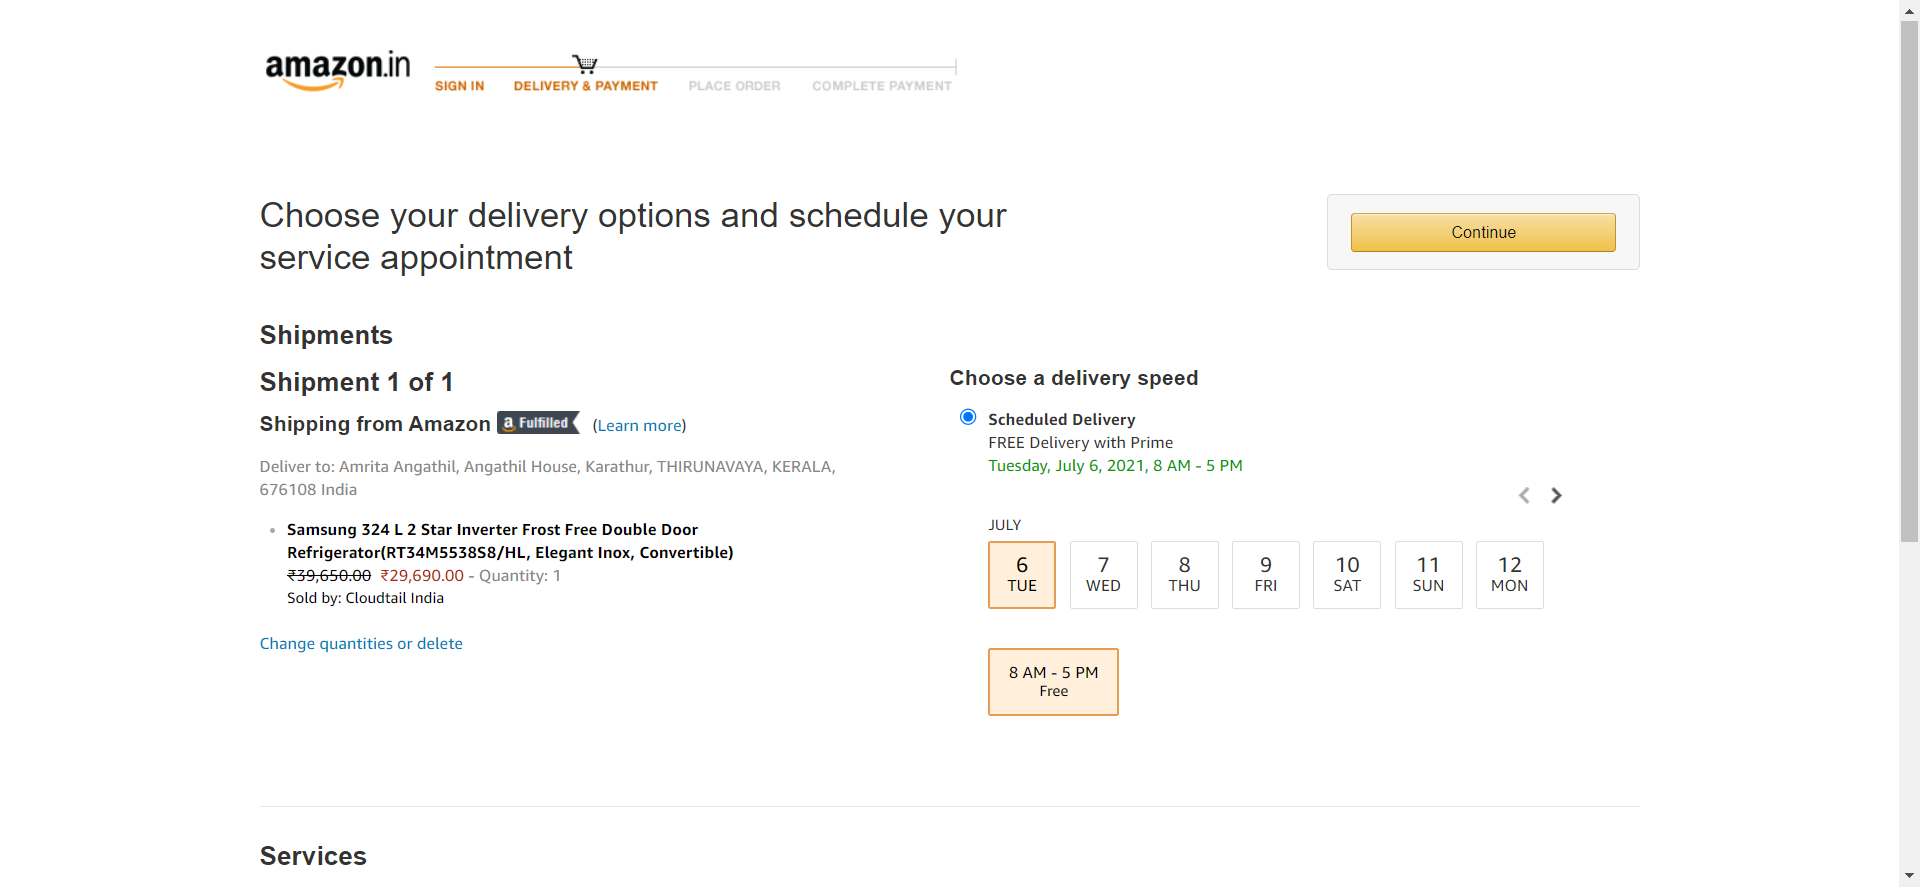 amazon.in
SIGN IN DELIVERY & PAYMENT PLACE ORDER COMPLETE PAYMENT
Choose your delivery options and schedule your
service appointment
Continue
Shipments
Shipment 1 of 1
Shipping from Amazon a Fulfilled (Learn more)
Deliver to: Amrita Angathil, Angathil House, Karathur, THIRUNAVAYA, KERALA,
676108 India
Samsung 324 L 2 Star Inverter Frost Free Double Door
Refrigerator(RT34M5538S8/HL, Elegant Inox, Convertible)
₹39,650.00 ₹29,690.00 - Quantity: 1
Sold by: Cloudtail India
Change quantities or delete
Choose a delivery speed
Scheduled Delivery
FREE Delivery with Prime
Tuesday, July 6, 2021, 8 AM - 5 PM
JULY
6 7 8 9 10 11 12
TUE WED THU FRI SAT SUN MON
8 AM - 5 PM
Free
Services